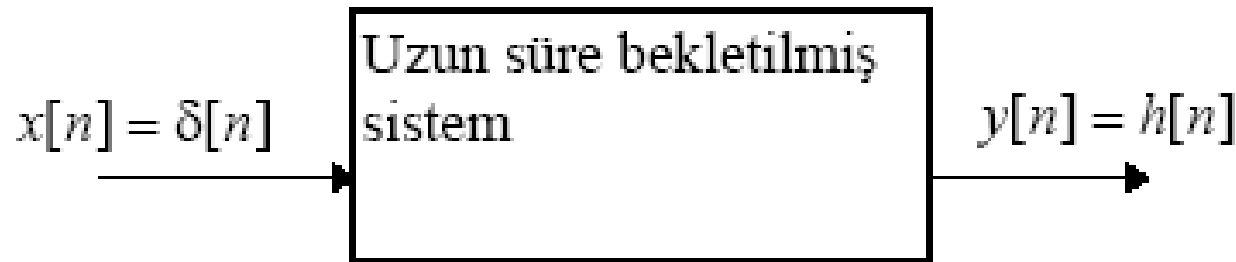 Uzun süre bekletilmiş
sistem
x[n] = δ[n]
y[n] = h[n]